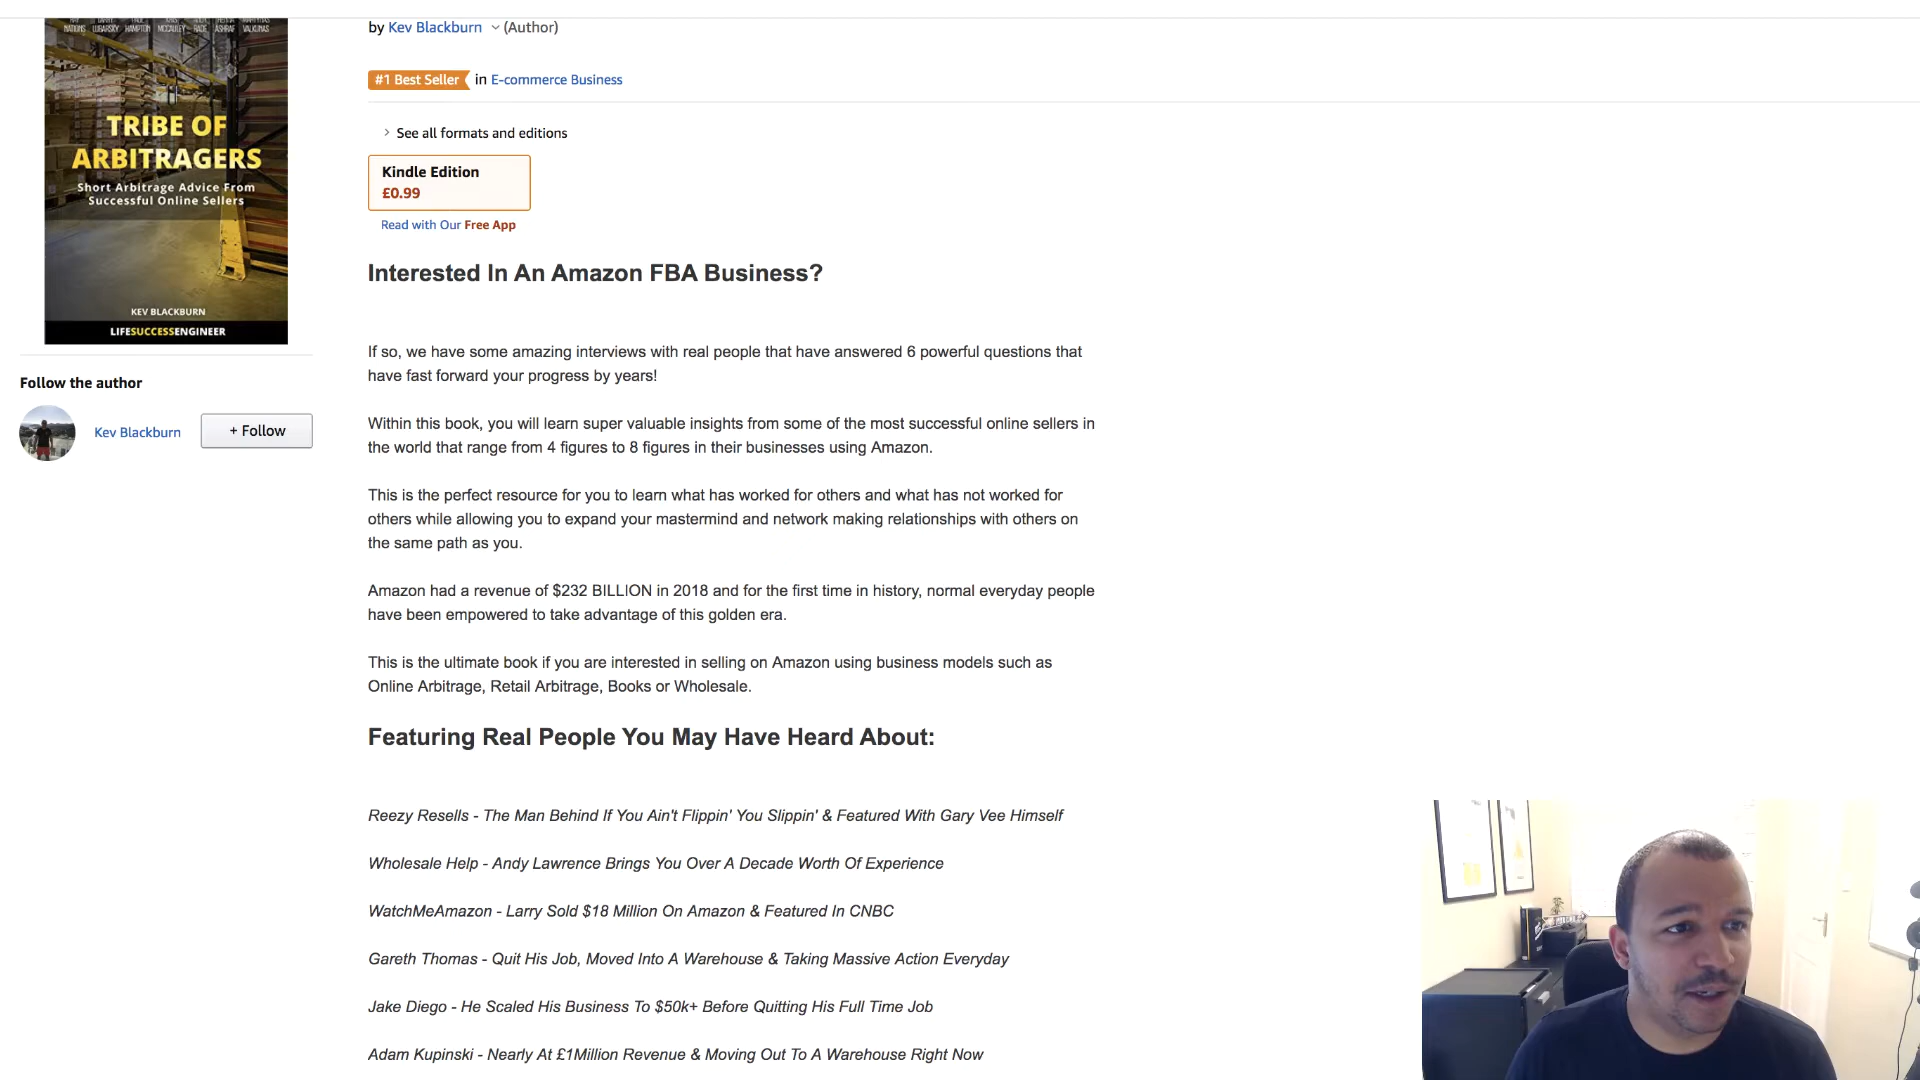 NATIONS LUBARSKY HAMPTON MCCAULEY RADE ASHRAF VALKUNAS
TRIBE OF
ARBITRAGERS
Short Arbitrage Advice From
Successful Online Sellers
KEV BLACKBURN
LIFESUCCESSENGINEER
Follow the author
Kev Blackburn
+ Follow
by Kev Blackburn (Author)
#1 Best Seller in E-commerce Business
See all formats and editions
Kindle Edition
£0.99
Read with Our Free App
Interested In An Amazon FBA Business?
If so, we have some amazing interviews with real people that have answered 6 powerful questions that
have fast forward your progress by years!
Within this book, you will learn super valuable insights from some of the most successful online sellers in
the world that range from 4 figures to 8 figures in their businesses using Amazon.
This is the perfect resource for you to learn what has worked for others and what has not worked for
others while allowing you to expand your mastermind and network making relationships with others on
the same path as you.
Amazon had a revenue of $232 BILLION in 2018 and for the first time in history, normal everyday people
have been empowered to take advantage of this golden era.
This is the ultimate book if you are interested in selling on Amazon using business models such as
Online Arbitrage, Retail Arbitrage, Books or Wholesale.
Featuring Real People You May Have Heard About:
Reezy Resells - The Man Behind If You Ain't Flippin' You Slippin' & Featured With Gary Vee Himself
Wholesale Help - Andy Lawrence Brings You Over A Decade Worth Of Experience
WatchMeAmazon - Larry Sold $18 Million On Amazon & Featured In CNBC
Gareth Thomas - Quit His Job, Moved Into A Warehouse & Taking Massive Action Everyday
Jake Diego - He Scaled His Business To $50k+ Before Quitting His Full Time Job
Adam Kupinski - Nearly At £1Million Revenue & Moving Out To A Warehouse Right Now